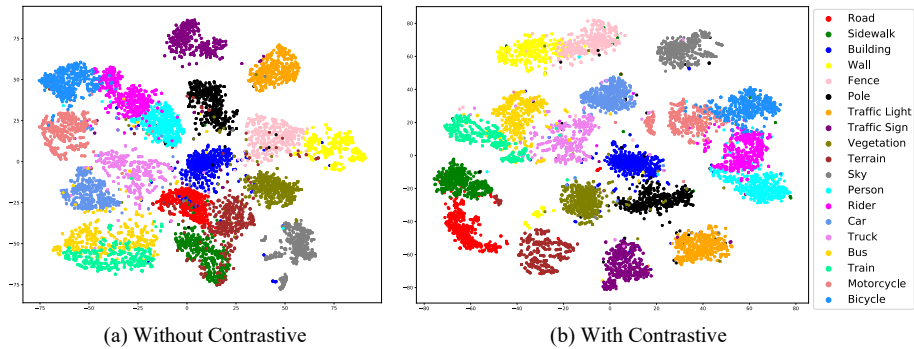 75
50
25
0
−25
−50
−75
−75
−50
−25
0
25
50
75
(a) Without Contrastive
80
60
40
20
0
−20
−40
−60
−80
−80
−60
−40
−20
0
20
40
60
80
(b) With Contrastive
Road
Sidewalk
Building
Wall
Fence
Pole
Traffic Light
Traffic Sign
Vegetation
Terrain
Sky
Person
Rider
Car
Truck
Bus
Train
Motorcycle
Bicycle